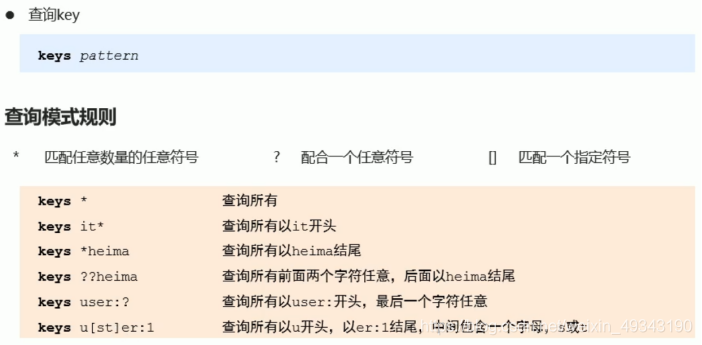 ● 查询key
keys pattern
查询模式规则
* 匹配任意数量的任意符号 ? 配合一个任意符号 [] 匹配一个指定符号
keys * 查询所有
keys it* 查询所有以it开头
keys *heima 查询所有以heima结尾
keys ??heima 查询所有前面两个字符任意，后面以heima结尾
keys user:? 查询所有以user:开头，最后一个字符任意
keys u[st]er:1 查询所有以u开头，以er:1结尾，中间包含一个字母，s或t